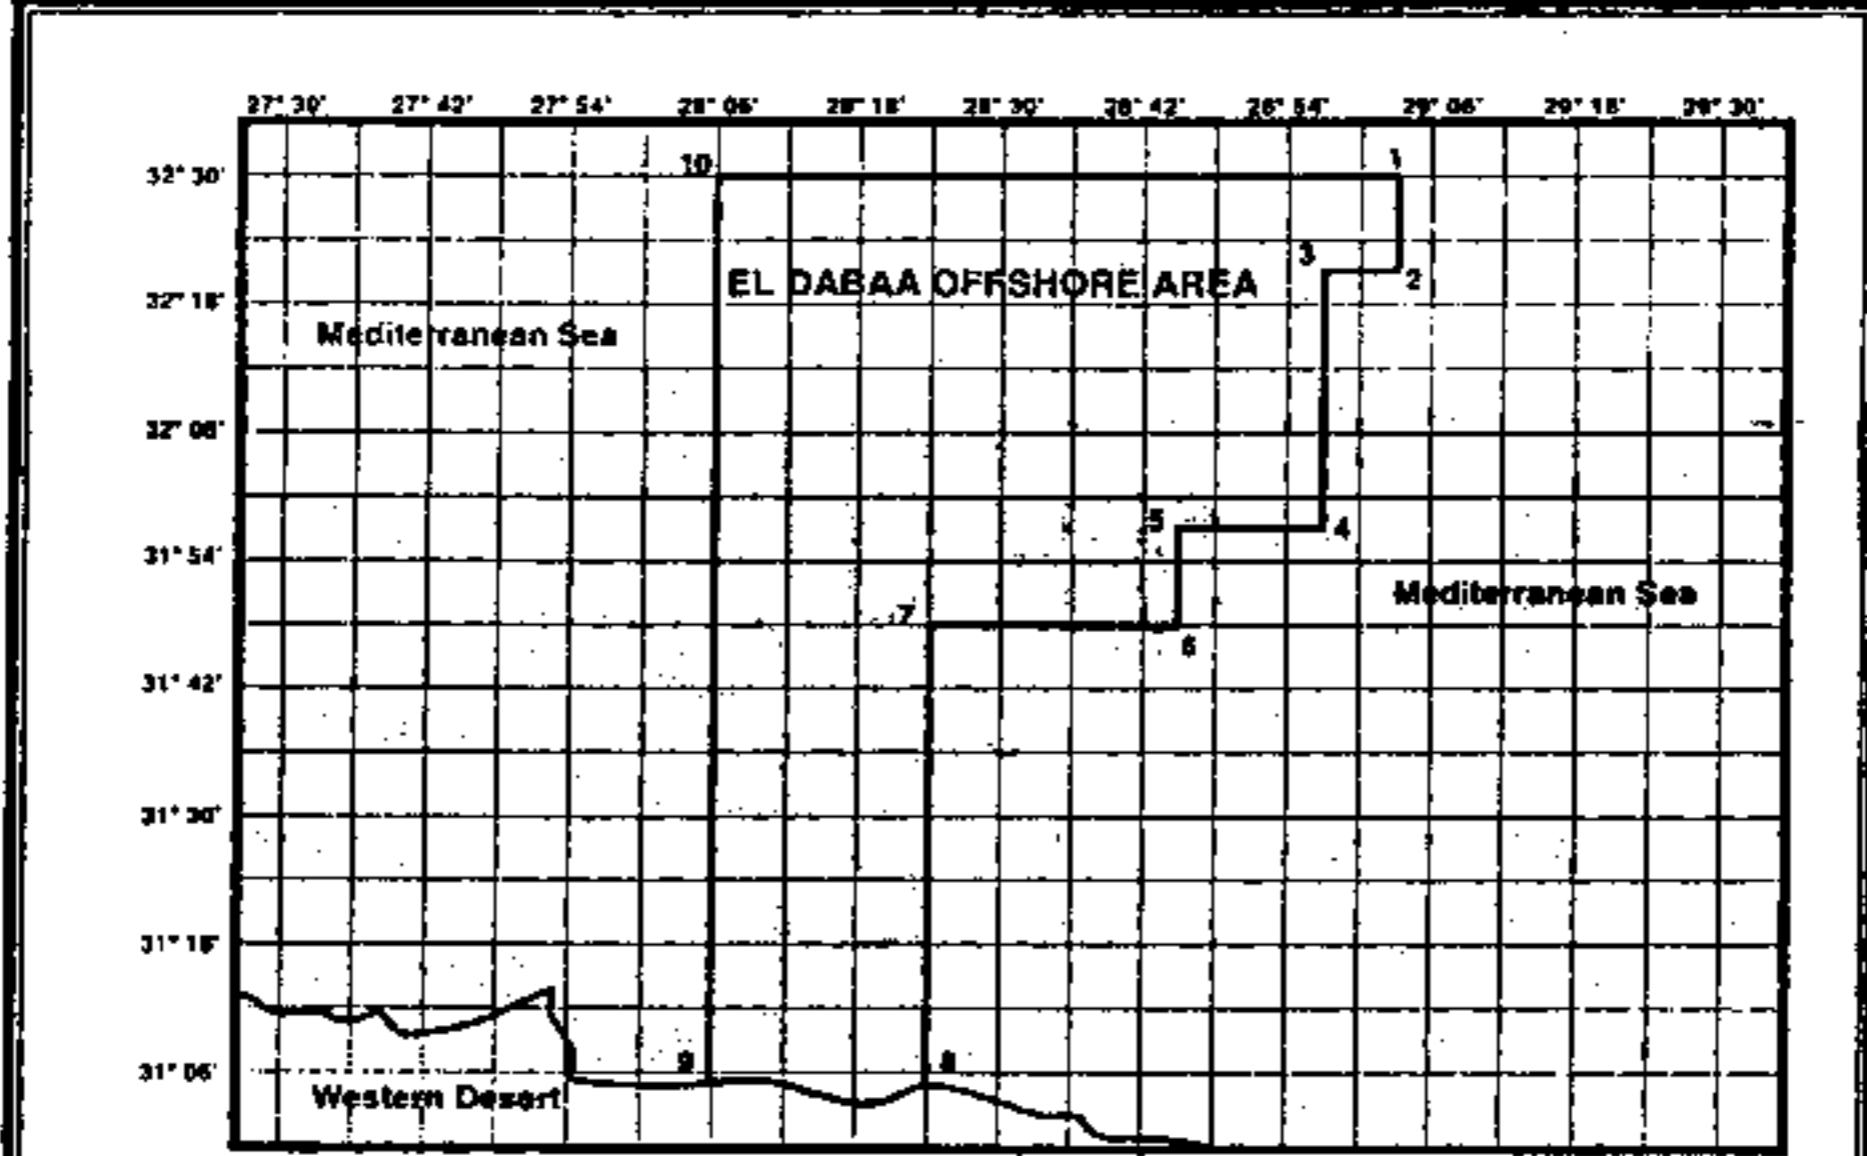 27° 30' 27° 42' 27° 54' 28° 06' 28° 18' 28° 30' 28° 42' 28° 54' 29° 06' 29° 18' 29° 30'
10 1
32° 30'
3
EL DABAA OFFSHORE AREA 2
32° 18'
Mediterranean Sea
32° 06'
5 4
31° 54'
Mediterranean Sea
7
6
31° 42'
31° 30'
31° 18'
9 8
31° 06'
Western Desert